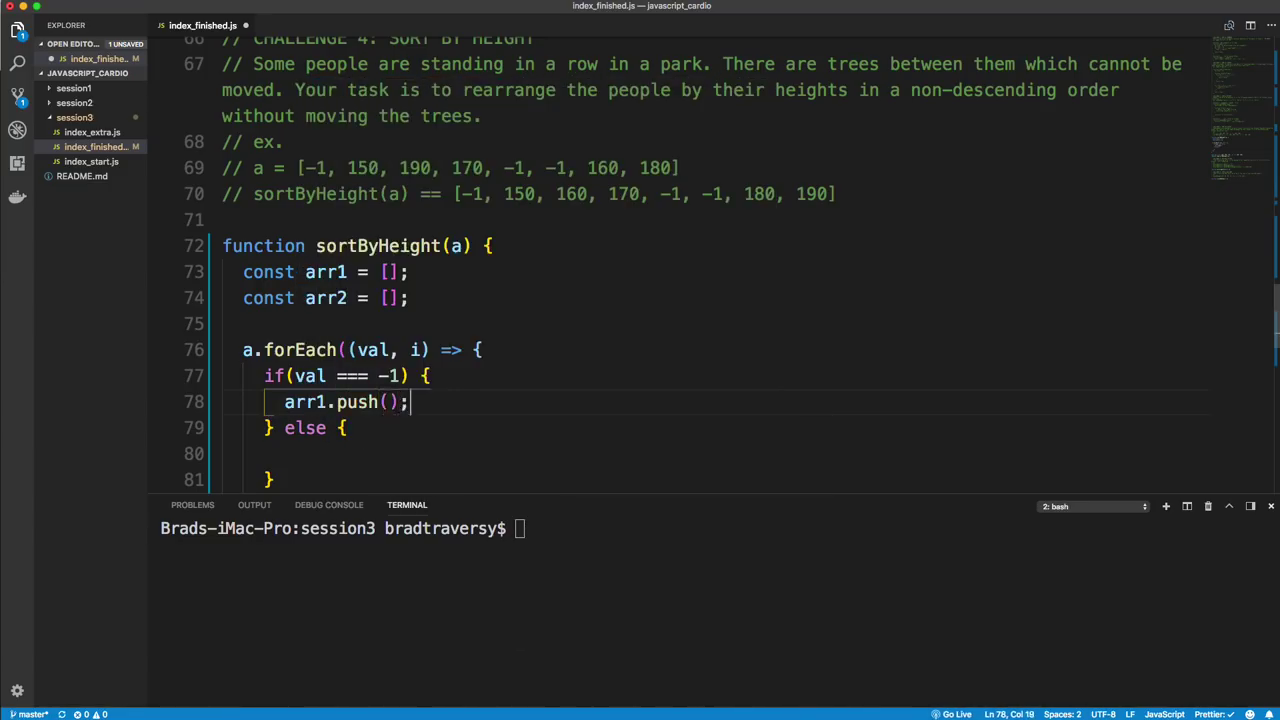 index_finished.js — javascript_cardio
EXPLORER
index_finished.js
OPEN EDITO... 1 UNSAVED
index_finishe... M
JAVASCRIPT_CARDIO
session1
session2
session3
index_extra.js
index_finished... M
index_start.js
README.md
1
1
66 // CHALLENGE 4: SORT BY HEIGHT
67 // Some people are standing in a row in a park. There are trees between them which cannot be
moved. Your task is to rearrange the people by their heights in a non-descending order
without moving the trees.
68 // ex.
69 // a = [-1, 150, 190, 170, -1, -1, 160, 180]
70 // sortByHeight(a) == [-1, 150, 160, 170, -1, -1, 180, 190]
71
72 function sortByHeight(a) {
73 const arr1 = [];
74 const arr2 = [];
75
76 a.forEach((val, i) => {
77 if(val === -1) {
78 arr1.push();
79 } else {
80
81 }
PROBLEMS OUTPUT DEBUG CONSOLE TERMINAL 2: bash
Brads-iMac-Pro:session3 bradtraversy$
master* 0 0 Go Live Ln 78, Col 19 Spaces: 2 UTF-8 LF JavaScript Prettier: ✓